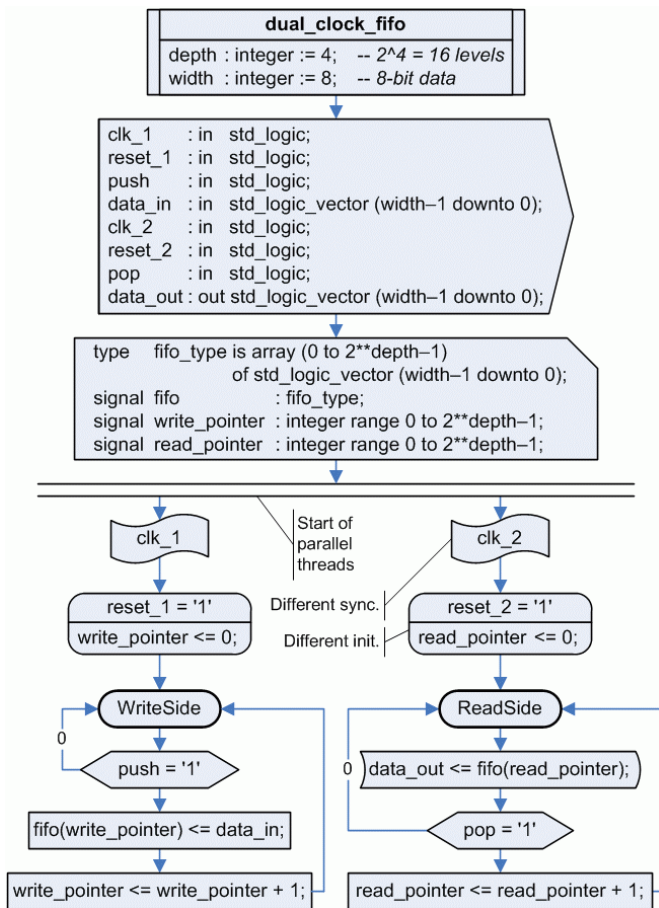 dual_clock_fifo
depth : integer := 4; -- 2^4 = 16 levels
width : integer := 8; -- 8-bit data
clk_1 : in std_logic;
reset_1 : in std_logic;
push : in std_logic;
data_in : in std_logic_vector (width–1 downto 0);
clk_2 : in std_logic;
reset_2 : in std_logic;
pop : in std_logic;
data_out : out std_logic_vector (width–1 downto 0);
type fifo_type is array (0 to 2**depth–1)
of std_logic_vector (width–1 downto 0);
signal fifo : fifo_type;
signal write_pointer : integer range 0 to 2**depth–1;
signal read_pointer : integer range 0 to 2**depth–1;
clk_1
Start of
parallel
threads
clk_2
Different sync.
reset_1 = '1'
write_pointer <= 0;
Different init.
reset_2 = '1'
read_pointer <= 0;
WriteSide
0
push = '1'
fifo(write_pointer) <= data_in;
write_pointer <= write_pointer + 1;
ReadSide
data_out <= fifo(read_pointer);
0
pop = '1'
read_pointer <= read_pointer + 1;